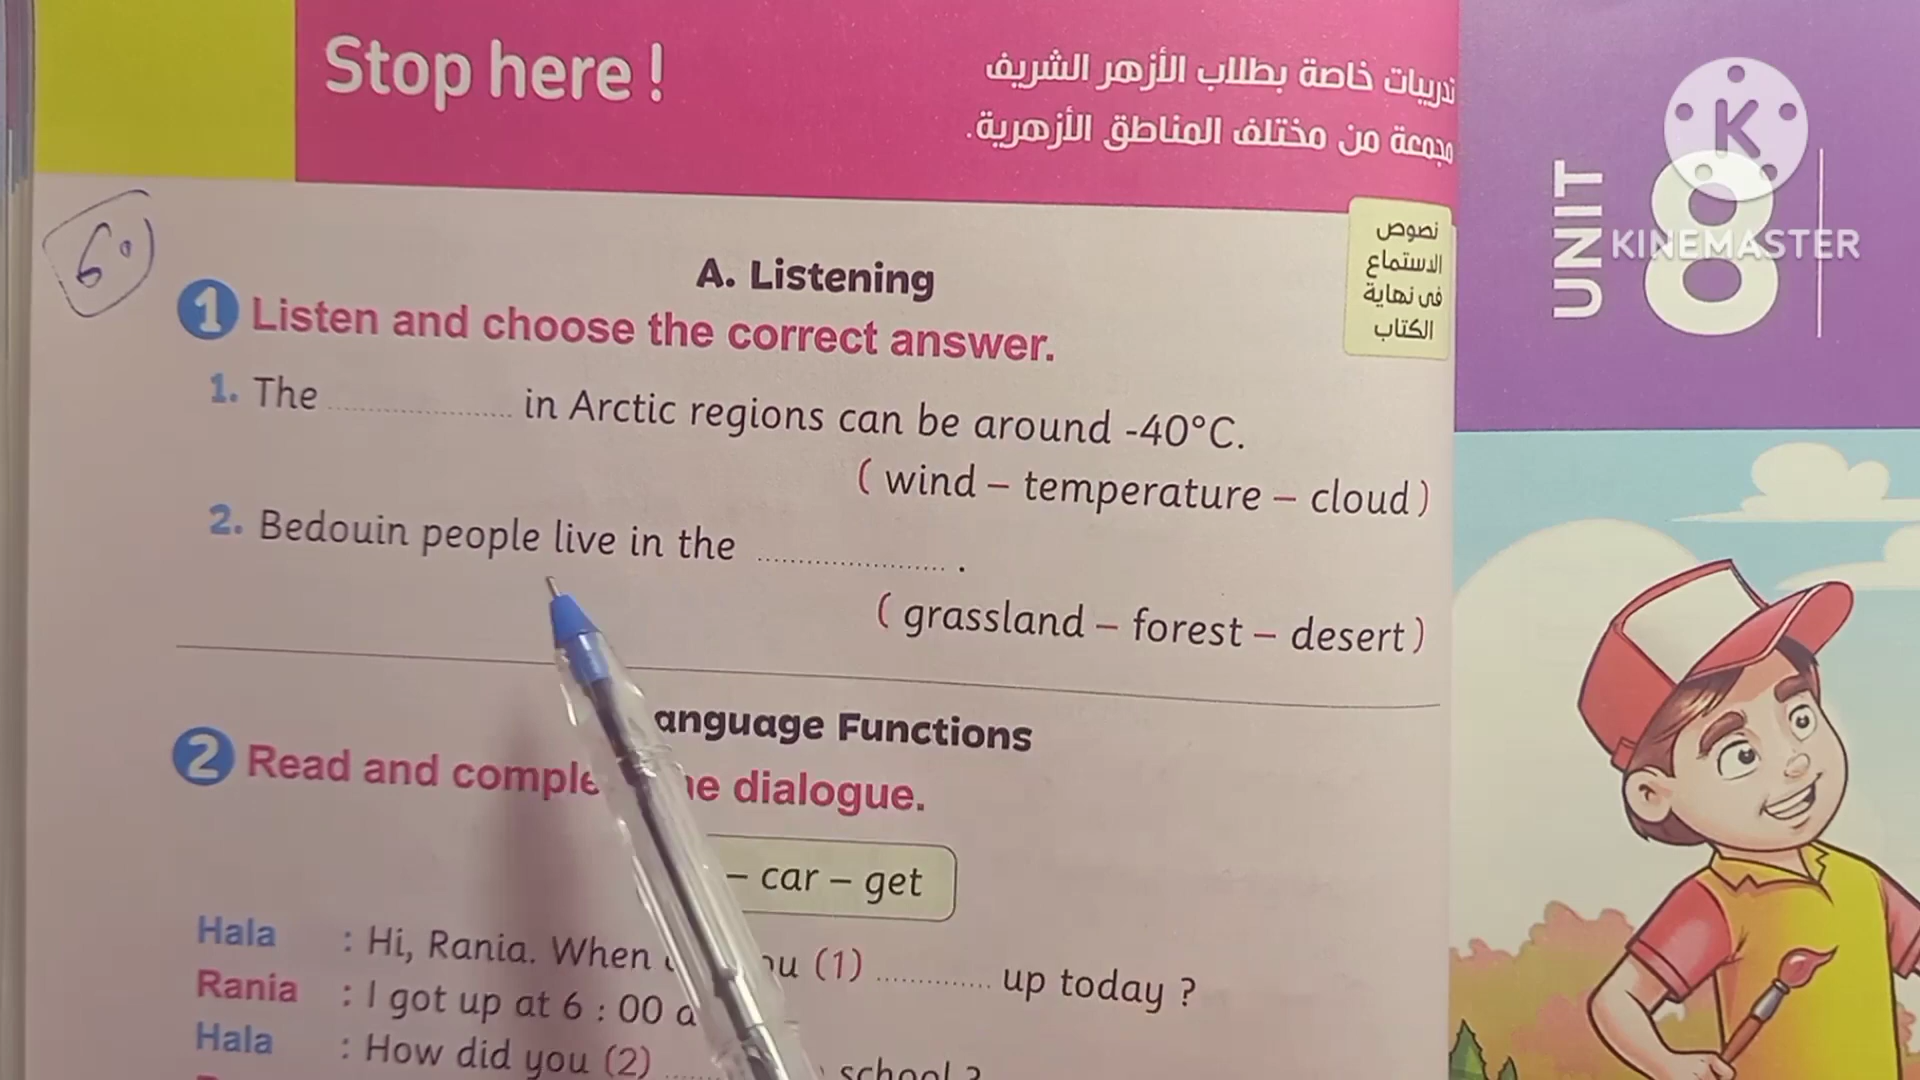 Stop here !
تدريبات خاصة بطلاب الأزهر الشريف
مجمعة من مختلف المناطق الأزهرية.
K
KINEMASTER
UNIT 8
نصوص
الاستماع
فى نهاية
الكتاب
A. Listening
1 Listen and choose the correct answer.
1. The .................... in Arctic regions can be around -40°C.
( wind – temperature – cloud )
2. Bedouin people live in the .................... .
( grassland – forest – desert )
anguage Functions
2 Read and comple e dialogue.
– car – get
Hala : Hi, Rania. When ou (1) ............. up today ?
Rania : I got up at 6 : 00 a
Hala : How did you (2) ...... school ?